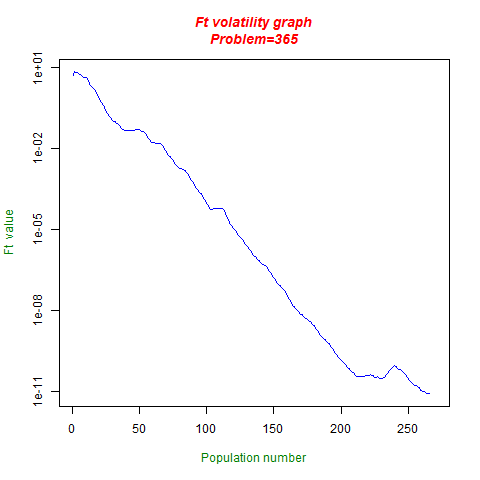 Ft volatility graph
Problem=365
1e+01
1e-02
1e-05
1e-08
1e-11
Ft value
0 50 100 150 200 250
Population number